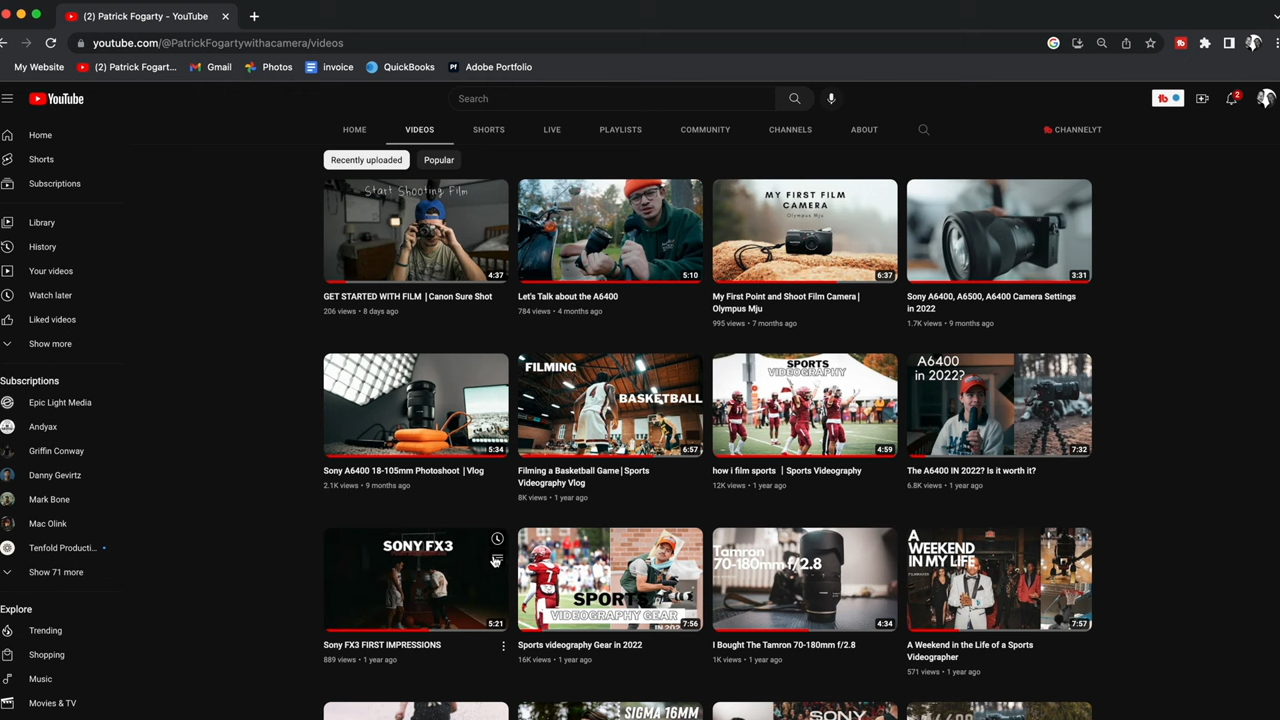 (2) Patrick Fogarty - YouTube
youtube.com/@PatrickFogartywithacamera/videos
My Website
(2) Patrick Fogart...
Gmail
Photos
invoice
QuickBooks
Adobe Portfolio
YouTube
Search
2
HOME
VIDEOS
SHORTS
LIVE
PLAYLISTS
COMMUNITY
CHANNELS
ABOUT
CHANNELYT
Recently uploaded
Popular
Home
Shorts
Subscriptions
Library
History
Your videos
Watch later
Liked videos
Show more
Subscriptions
Epic Light Media
Andyax
Griffin Conway
Danny Gevirtz
Mark Bone
Mac Olink
Tenfold Producti...
Show 71 more
Explore
Trending
Shopping
Music
Movies & TV
Start Shooting Film
4:37
GET STARTED WITH FILM | Canon Sure Shot
206 views • 8 days ago
5:10
Let's Talk about the A6400
784 views • 4 months ago
MY FIRST FILM
CAMERA
Olympus Mju
6:37
My First Point and Shoot Film Camera |
Olympus Mju
995 views • 7 months ago
3:31
Sony A6400, A6500, A6400 Camera Settings
in 2022
1.7K views • 9 months ago
5:34
Sony A6400 18-105mm Photoshoot | Vlog
2.1K views • 9 months ago
FILMING
BASKETBALL
6:57
Filming a Basketball Game | Sports
Videography Vlog
8K views • 1 year ago
SPORTS
VIDEOGRAPHY
4:59
how i film sports | Sports Videography
12K views • 1 year ago
A6400
in 2022?
7:32
The A6400 IN 2022? Is it worth it?
6.8K views • 1 year ago
SONY FX3
5:21
Sony FX3 FIRST IMPRESSIONS
889 views • 1 year ago
7
SPORTS
VIDEOGRAPHY GEAR
IN 2022
7:56
Sports videography Gear in 2022
16K views • 1 year ago
Tamron
70-180mm f/2.8
4:34
I Bought The Tamron 70-180mm f/2.8
1K views • 1 year ago
A
WEEKEND
IN MY LIFE
7:57
A Weekend in the Life of a Sports
Videographer
571 views • 1 year ago
SIGMA 16MM
SONY